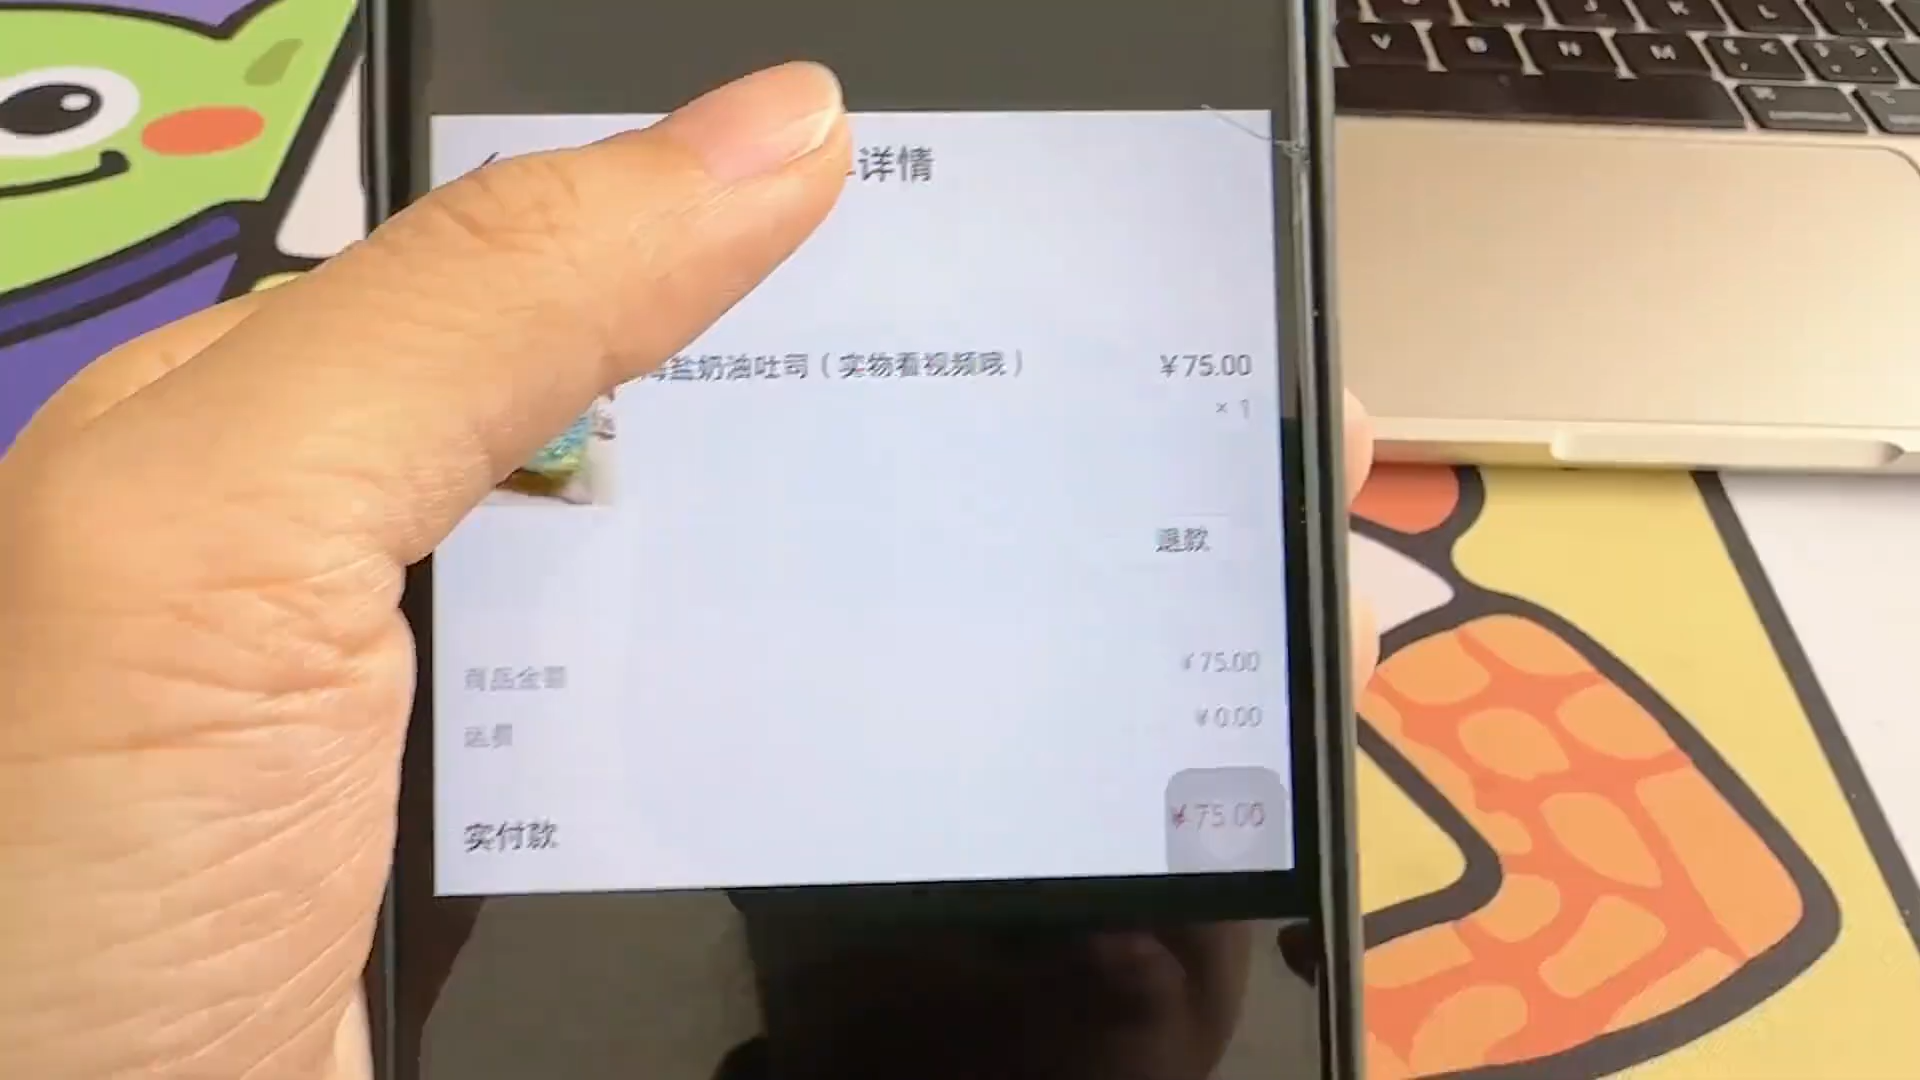 详情
海盐奶油吐司（实物看视频哦） ￥75.00
× 1
退款
商品金额 ￥75.00
运费 ￥0.00
实付款 ￥75.00
J K L
V B N M